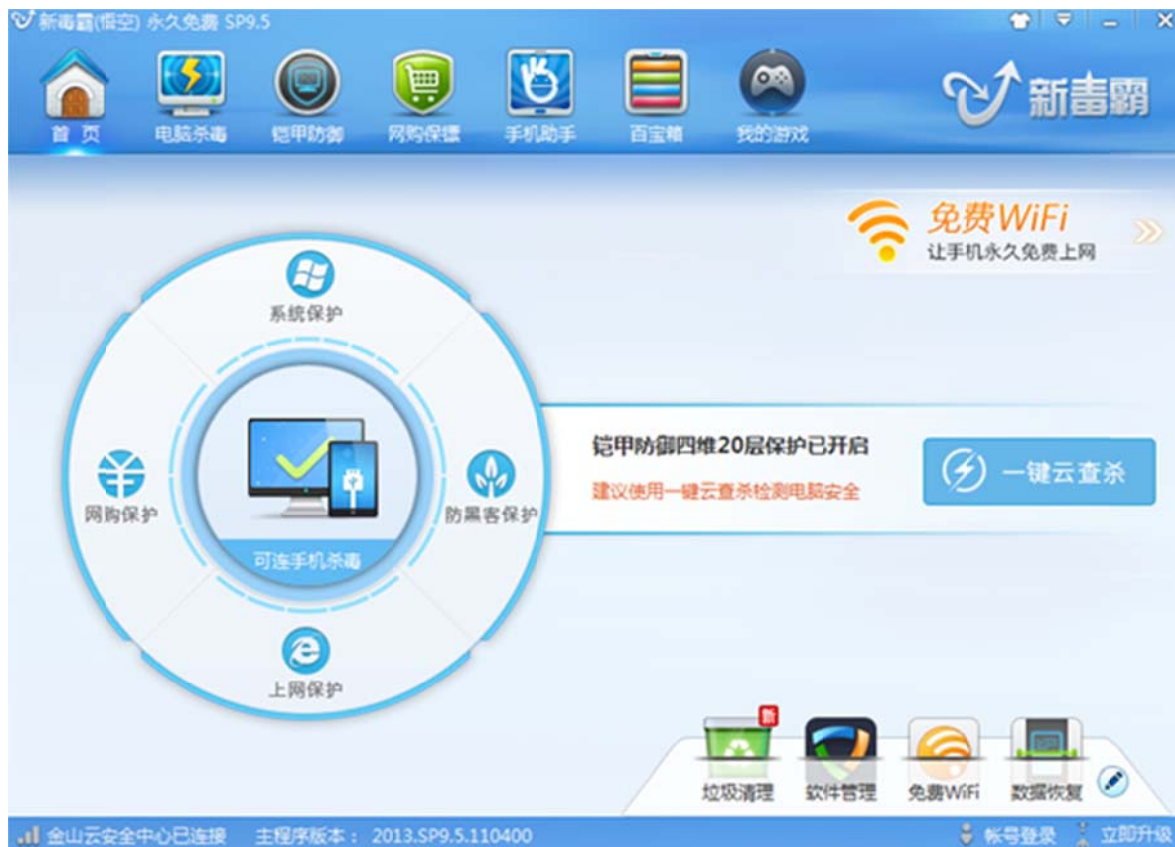 新毒霸(悟空) 永久免费 SP9.5
首页
电脑杀毒
铠甲防御
网购保镖
手机助手
百宝箱
我的游戏
新毒霸
免费WiFi
让手机永久免费上网
系统保护
网购保护
防黑客保护
可连手机杀毒
上网保护
铠甲防御四维20层保护已开启
建议使用一键云查杀检测电脑安全
一键云查杀
新
垃圾清理
软件管理
免费WiFi
数据恢复
金山云安全中心已连接
主程序版本： 2013.SP9.5.110400
帐号登录
立即升级